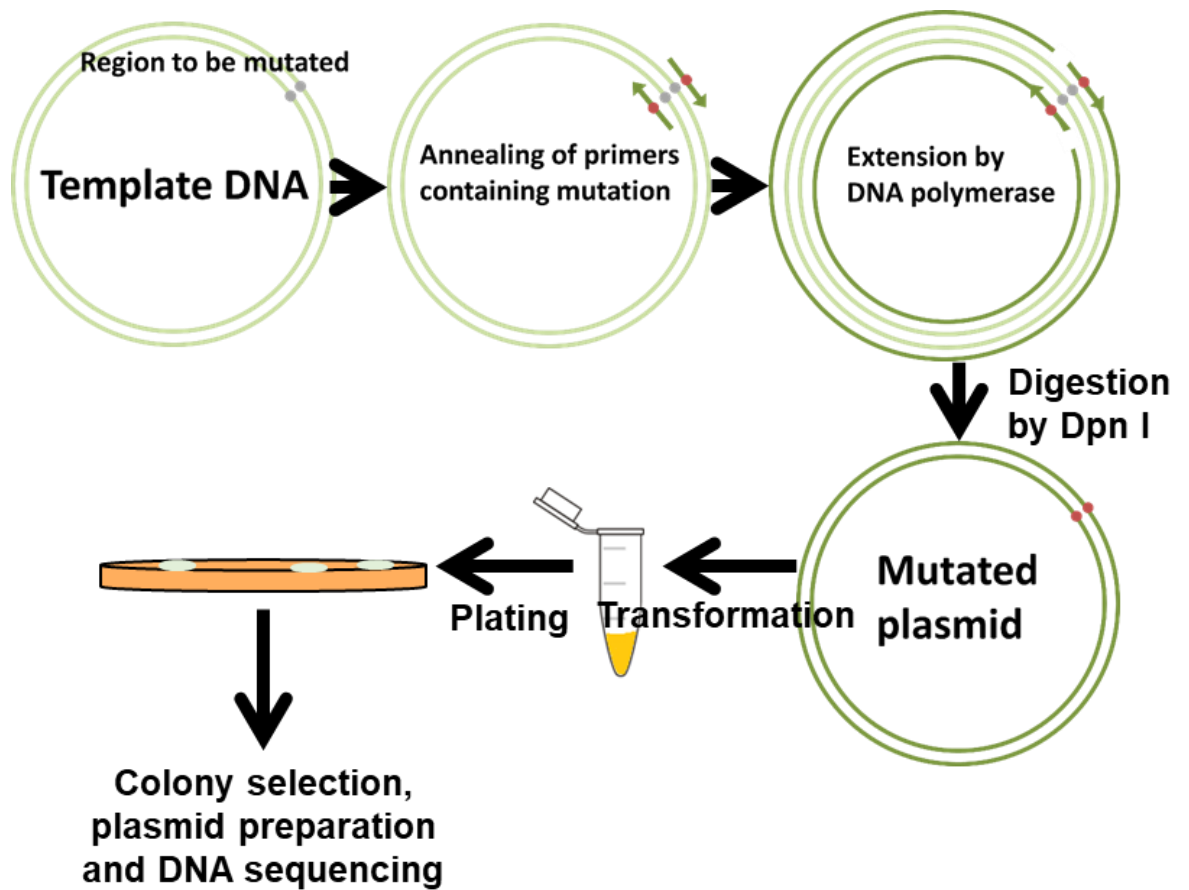 Region to be mutated
Template DNA
Annealing of primers
containing mutation
Extension by
DNA polymerase
Digestion
by Dpn I
Mutated
plasmid
Transformation
Plating
Colony selection,
plasmid preparation
and DNA sequencing